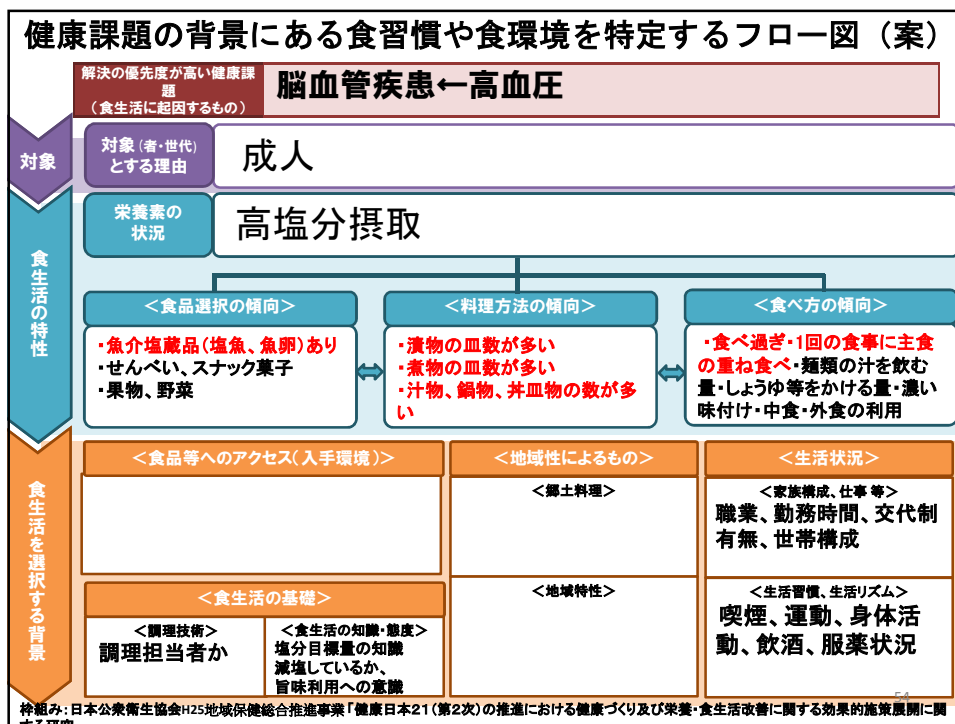 健康課題の背景にある食習慣や食環境を特定するフロー図（案）
解決の優先度が高い健康課
題
（食生活に起因するもの）
脳血管疾患←高血圧
対象
対象（者・世代）
とする理由
成人
食生活の特性
栄養素の
状況
高塩分摂取
＜食品選択の傾向＞
・魚介塩蔵品（塩魚、魚卵）あり
・せんべい、スナック菓子
・果物、野菜
＜料理方法の傾向＞
・漬物の皿数が多い
・煮物の皿数が多い
・汁物、鍋物、丼皿物の数が多
い
＜食べ方の傾向＞
・食べ過ぎ・1回の食事に主食
の重ね食べ・麺類の汁を飲む
量・しょうゆ等をかける量・濃い
味付け・中食・外食の利用
食生活を選択する背景
＜食品等へのアクセス（入手環境）＞
＜食生活の基礎＞
＜調理技術＞
調理担当者か
＜食生活の知識・態度＞
塩分目標量の知識
減塩しているか、
旨味利用への意識
＜地域性によるもの＞
＜郷土料理＞
＜地域特性＞
＜生活状況＞
＜家族構成、仕事 等＞
職業、勤務時間、交代制
有無、世帯構成
＜生活習慣、生活リズム＞
喫煙、運動、身体活
動、飲酒、服薬状況
54
枠組み：日本公衆衛生協会H25地域保健総合推進事業「健康日本21（第2次）の推進における健康づくり及び栄養・食生活改善に関する効果的施策展開に関
する研究